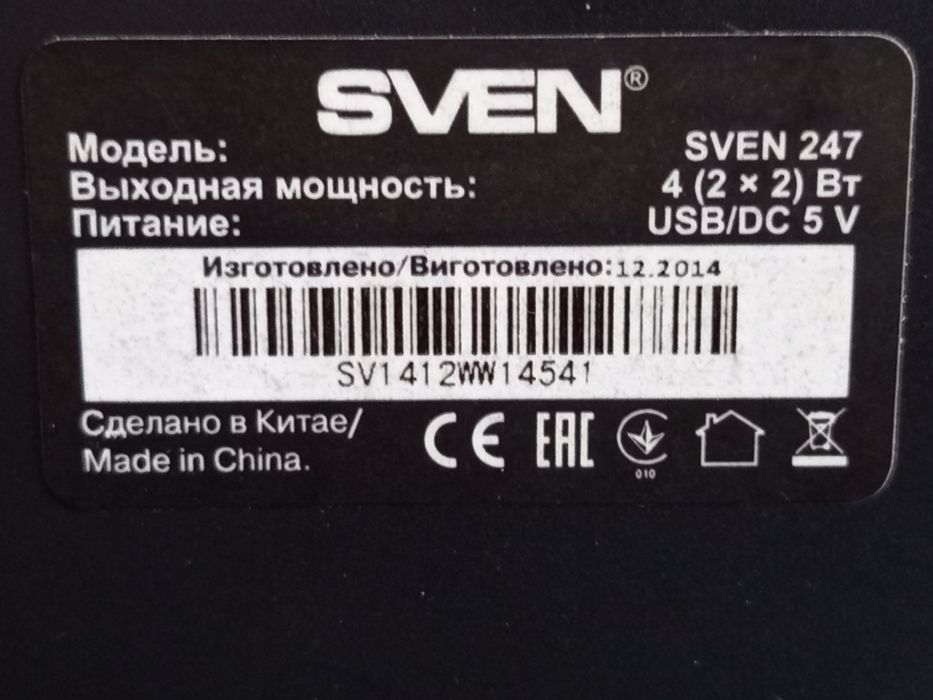 SVEN®
Модель: SVEN 247
Выходная мощность: 4 (2 × 2) Вт
Питание: USB/DC 5 V
Изготовлено/Виготовлено:12.2014
SV1412WW14541
Сделано в Китае/
Made in China.
CE EAC 010